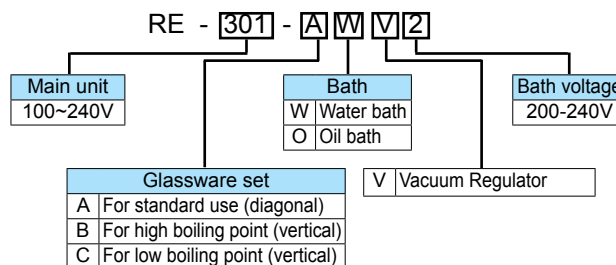 RE - 301 - A W V 2
Main unit
100~240V
Bath
W Water bath
O Oil bath
Bath voltage
200-240V
Glassware set
A For standard use (diagonal)
B For high boiling point (vertical)
C For low boiling point (vertical)
V Vacuum Regulator